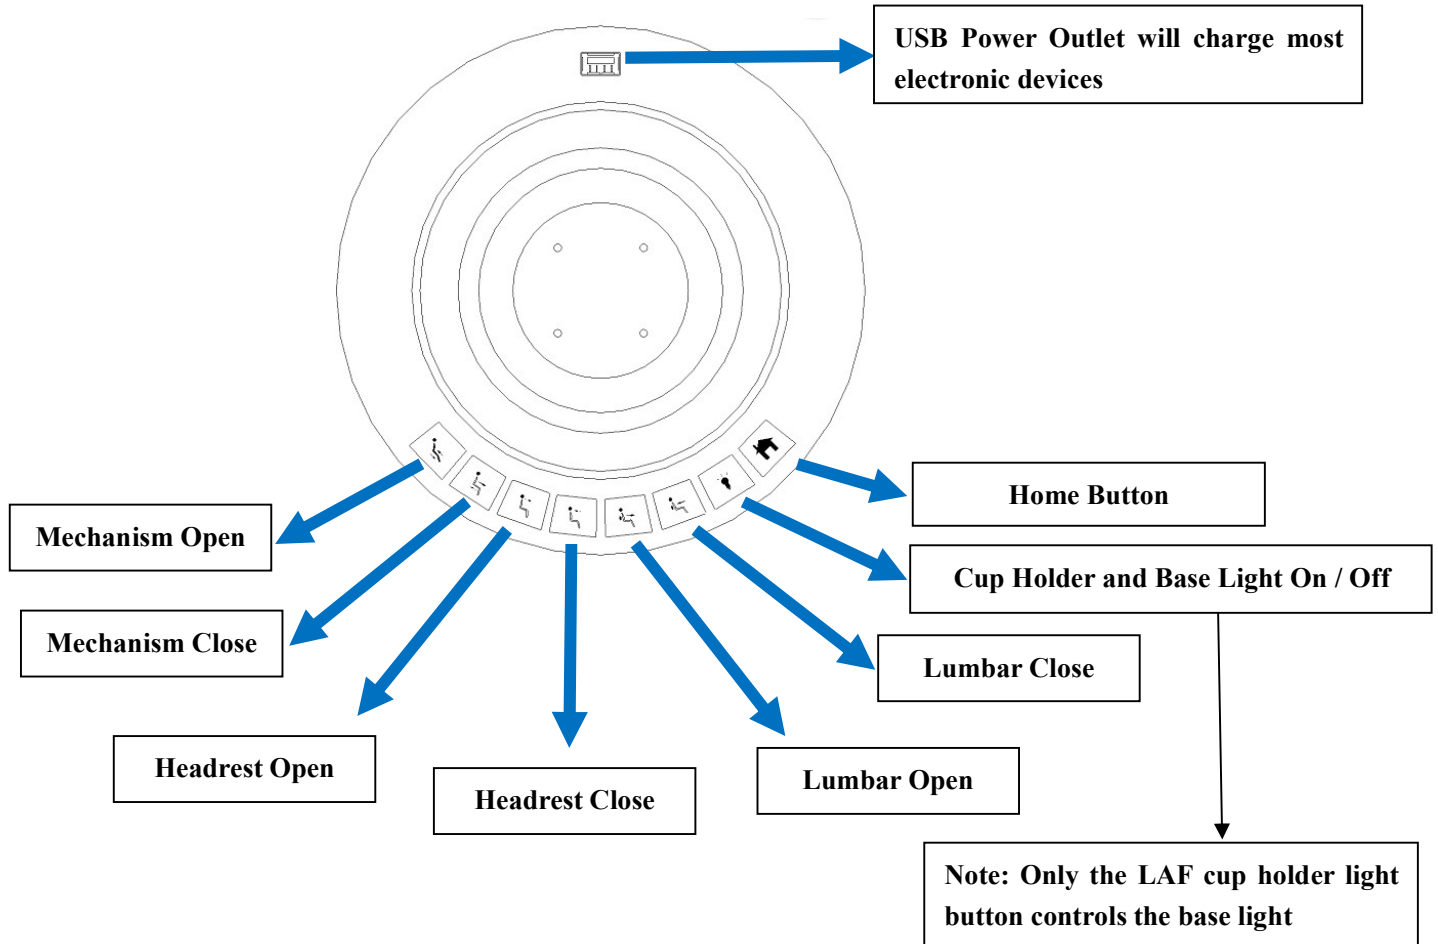 USB Power Outlet will charge most
electronic devices
Home Button
Mechanism Open
Cup Holder and Base Light On / Off
Mechanism Close
Lumbar Close
Headrest Open
Headrest Close
Lumbar Open
Note: Only the LAF cup holder light
button controls the base light